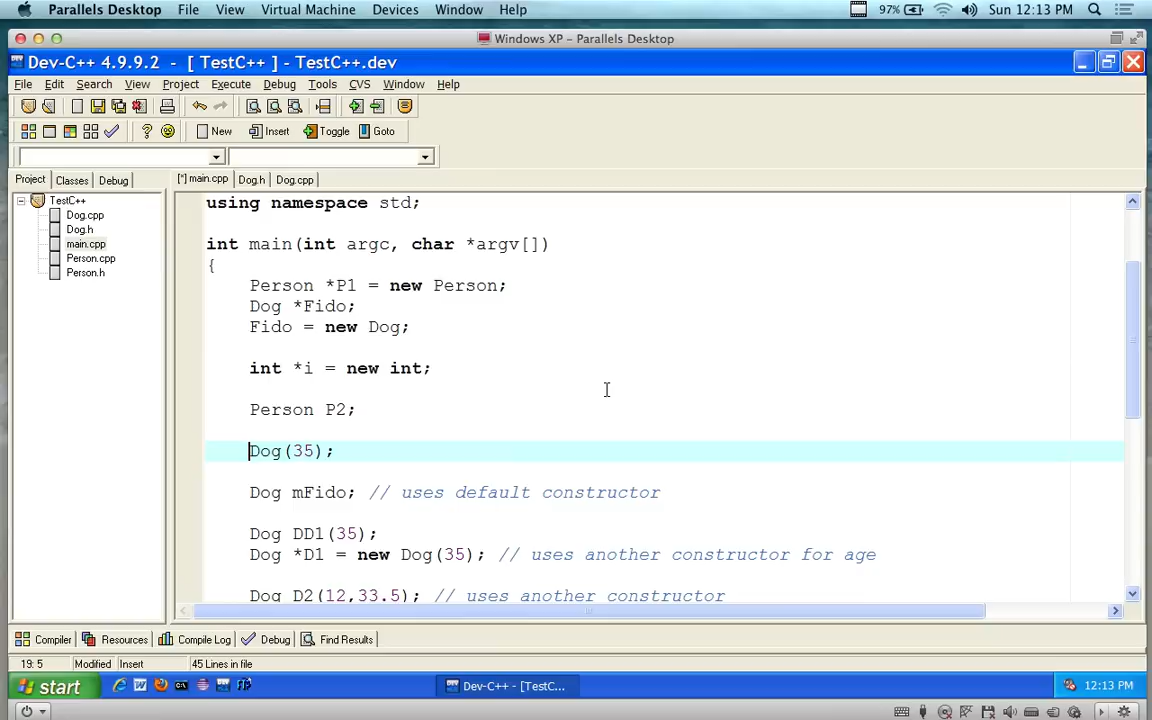 Parallels Desktop File View Virtual Machine Devices Window Help 97% Sun 12:13 PM
Windows XP - Parallels Desktop
Dev-C++ 4.9.9.2 - [ TestC++ ] - TestC++.dev
File Edit Search View Project Execute Debug Tools CVS Window Help
New Insert Toggle Goto
Project Classes Debug [*] main.cpp Dog.h Dog.cpp
TestC++
Dog.cpp
Dog.h
main.cpp
Person.cpp
Person.h
using namespace std;
int main(int argc, char *argv[])
{
Person *P1 = new Person;
Dog *Fido;
Fido = new Dog;
int *i = new int;
Person P2;
Dog(35);
Dog mFido; // uses default constructor
Dog DD1(35);
Dog *D1 = new Dog(35); // uses another constructor for age
Dog D2(12,33.5); // uses another constructor
Compiler Resources Compile Log Debug Find Results
19: 5 Modified Insert 45 Lines in file
start Dev-C++ - [TestC... 12:13 PM